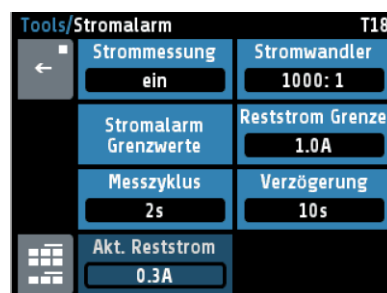 Tools/Stromalarm T18
Strommessung Stromwandler
ein 1000:1
Stromalarm Grenzwerte Reststrom Grenze
1.0A
Messzyklus Verzögerung
2s 10s
Akt. Reststrom
0.3A